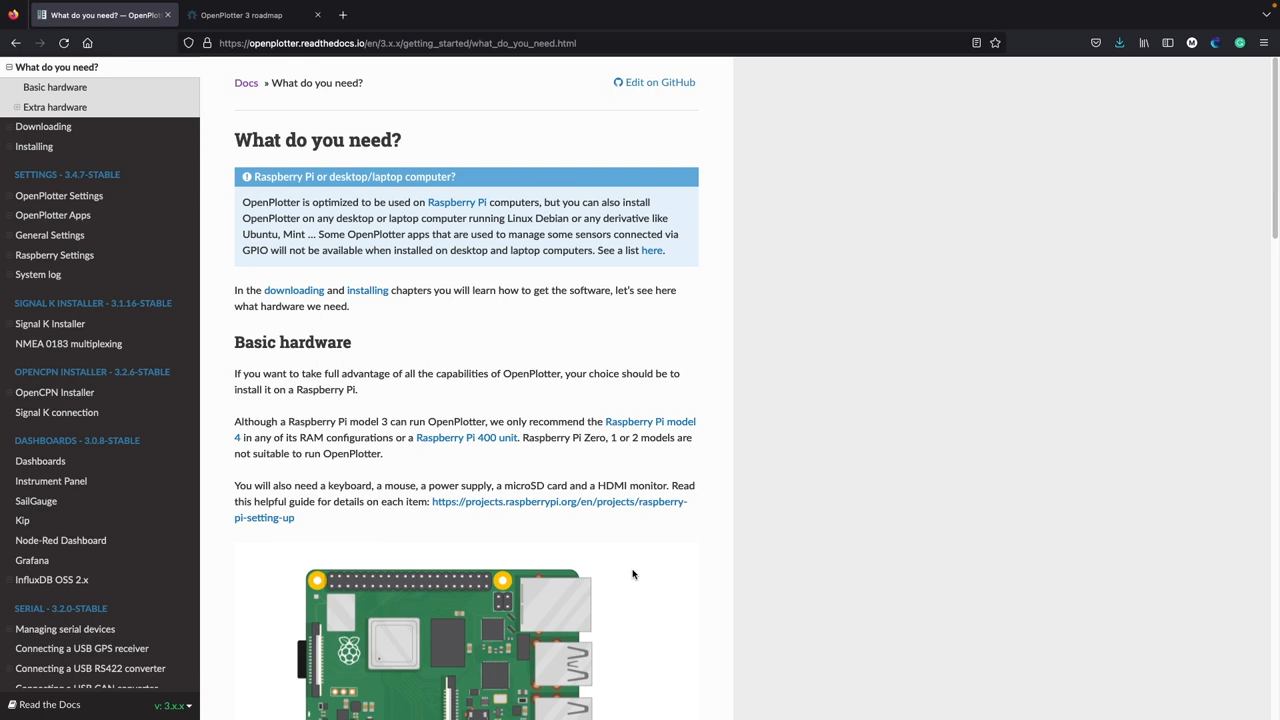 What do you need? — OpenPlott
OpenPlotter 3 roadmap
https://openplotter.readthedocs.io/en/3.x.x/getting_started/what_do_you_need.html
What do you need?
Basic hardware
Extra hardware
Downloading
Installing
SETTINGS - 3.4.7-STABLE
OpenPlotter Settings
OpenPlotter Apps
General Settings
Raspberry Settings
System log
SIGNAL K INSTALLER - 3.1.16-STABLE
Signal K Installer
NMEA 0183 multiplexing
OPENCPN INSTALLER - 3.2.6-STABLE
OpenCPN Installer
Signal K connection
DASHBOARDS - 3.0.8-STABLE
Dashboards
Instrument Panel
SailGauge
Kip
Node-Red Dashboard
Grafana
InfluxDB OSS 2.x
SERIAL - 3.2.0-STABLE
Managing serial devices
Connecting a USB GPS receiver
Connecting a USB RS422 converter
Connecting a USB CAN converter
Read the Docs
v: 3.x.x
Docs » What do you need?
Edit on GitHub
What do you need?
Raspberry Pi or desktop/laptop computer?
OpenPlotter is optimized to be used on Raspberry Pi computers, but you can also install
OpenPlotter on any desktop or laptop computer running Linux Debian or any derivative like
Ubuntu, Mint ... Some OpenPlotter apps that are used to manage some sensors connected via
GPIO will not be available when installed on desktop and laptop computers. See a list here.
In the downloading and installing chapters you will learn how to get the software, let's see here
what hardware we need.
Basic hardware
If you want to take full advantage of all the capabilities of OpenPlotter, your choice should be to
install it on a Raspberry Pi.
Although a Raspberry Pi model 3 can run OpenPlotter, we only recommend the Raspberry Pi model
4 in any of its RAM configurations or a Raspberry Pi 400 unit. Raspberry Pi Zero, 1 or 2 models are
not suitable to run OpenPlotter.
You will also need a keyboard, a mouse, a power supply, a microSD card and a HDMI monitor. Read
this helpful guide for details on each item: https://projects.raspberrypi.org/en/projects/raspberry-
pi-setting-up